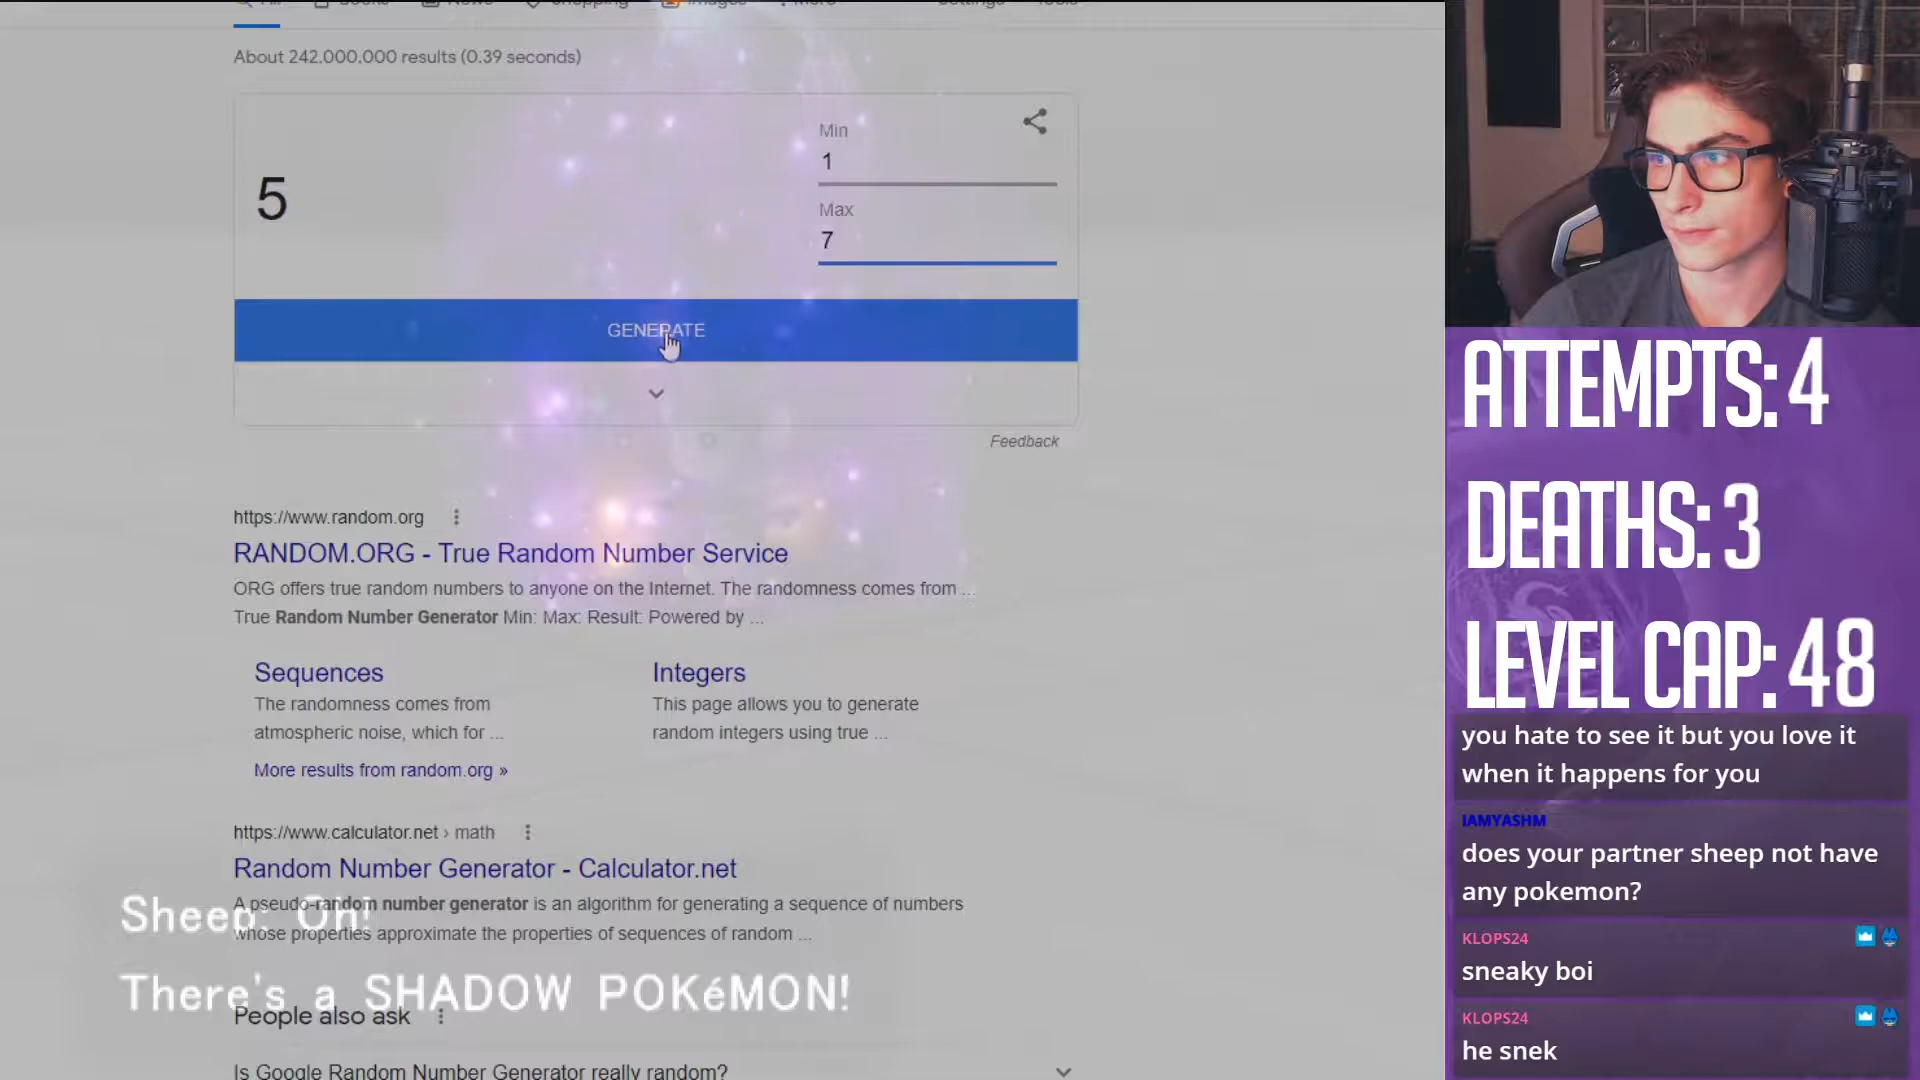 All Books News Shopping Images More Settings Tools
About 242,000,000 results (0.39 seconds)
Min
1
5
Max
7
GENERATE
Feedback
https://www.random.org
RANDOM.ORG - True Random Number Service
ORG offers true random numbers to anyone on the Internet. The randomness comes from ...
True Random Number Generator Min: Max: Result: Powered by ...
Sequences
The randomness comes from
atmospheric noise, which for ...
Integers
This page allows you to generate
random integers using true ...
More results from random.org »
https://www.calculator.net › math
Random Number Generator - Calculator.net
A pseudo-random number generator is an algorithm for generating a sequence of numbers
whose properties approximate the properties of sequences of random ...
Sheep: Oh!
There's a SHADOW POKéMON!
People also ask
Is Google Random Number Generator really random?
ATTEMPTS: 4
DEATHS: 3
LEVEL CAP: 48
you hate to see it but you love it
when it happens for you
IAMYASHM
does your partner sheep not have
any pokemon?
KLOPS24
sneaky boi
KLOPS24
he snek